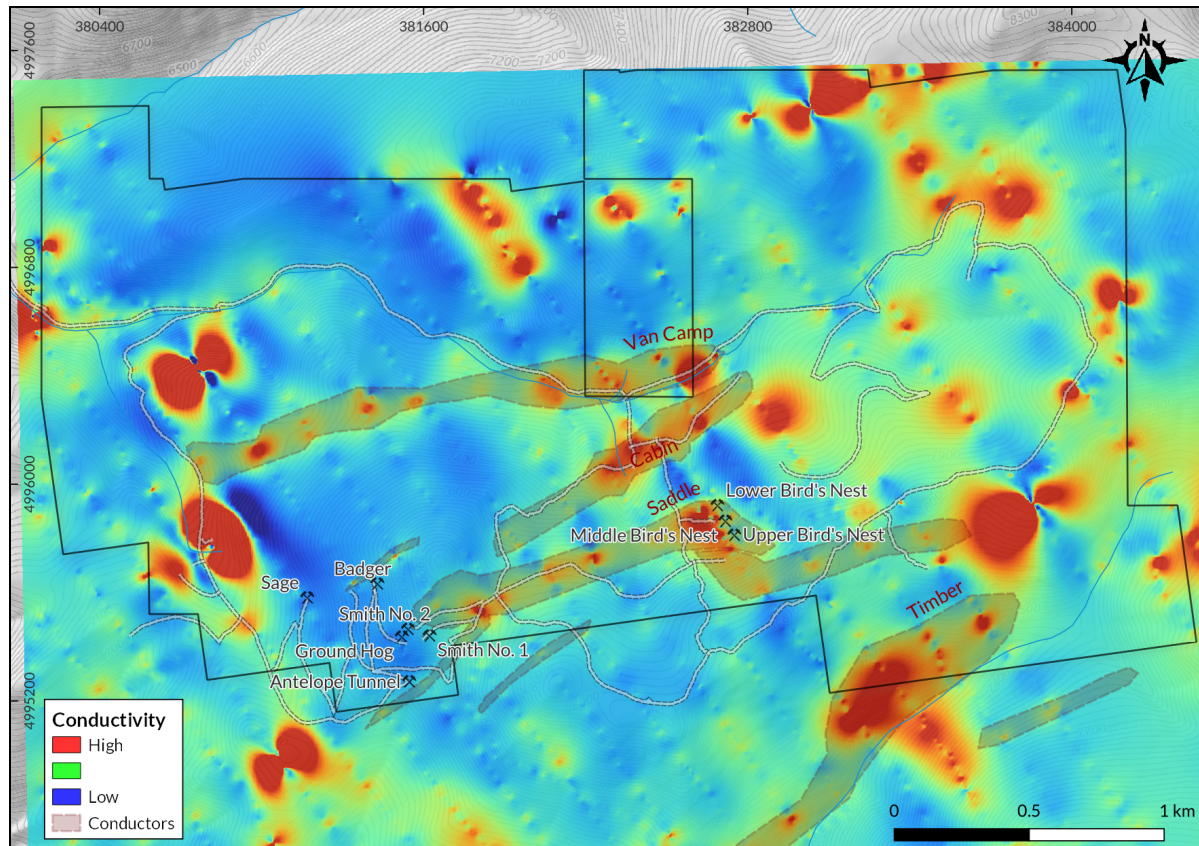 380400
381600
382800
384000
N
4997600
4996800
4996000
4995200
6700
6500
6600
7200
7200
8300
Van Camp
Cabin
Saddle
Lower Bird's Nest
Middle Bird's Nest
Upper Bird's Nest
Badger
Sage
Smith No. 2
Ground Hog
Smith No. 1
Antelope Tunnel
Timber
Conductivity
High
Low
Conductors
0
0.5
1 km